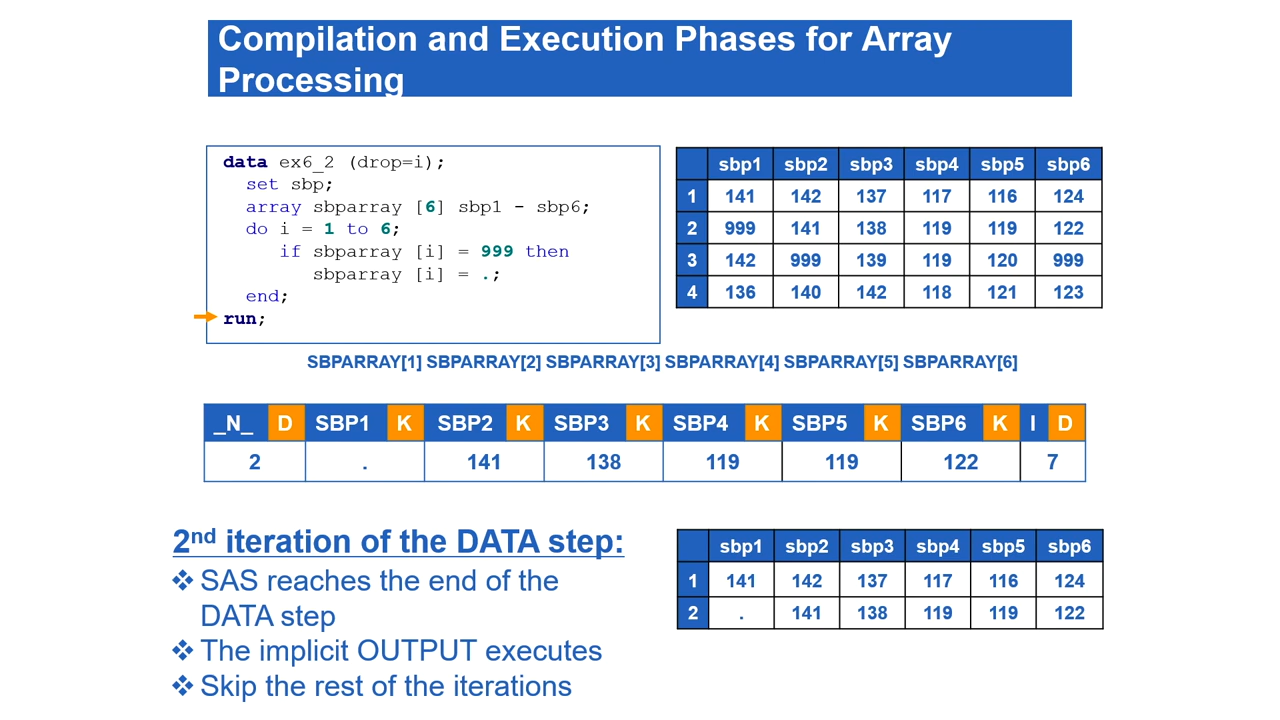 Compilation and Execution Phases for Array
Processing
data ex6_2 (drop=i);
set sbp;
array sbparray [6] sbp1 - sbp6;
do i = 1 to 6;
if sbparray [i] = 999 then
sbparray [i] = .;
end;
run;
sbp1 sbp2 sbp3 sbp4 sbp5 sbp6
1 141 142 137 117 116 124
2 999 141 138 119 119 122
3 142 999 139 119 120 999
4 136 140 142 118 121 123
SBPARRAY[1] SBPARRAY[2] SBPARRAY[3] SBPARRAY[4] SBPARRAY[5] SBPARRAY[6]
_N_ D SBP1 K SBP2 K SBP3 K SBP4 K SBP5 K SBP6 K I D
2 . 141 138 119 119 122 7
2nd iteration of the DATA step:
❖ SAS reaches the end of the
DATA step
❖ The implicit OUTPUT executes
❖ Skip the rest of the iterations
sbp1 sbp2 sbp3 sbp4 sbp5 sbp6
1 141 142 137 117 116 124
2 . 141 138 119 119 122